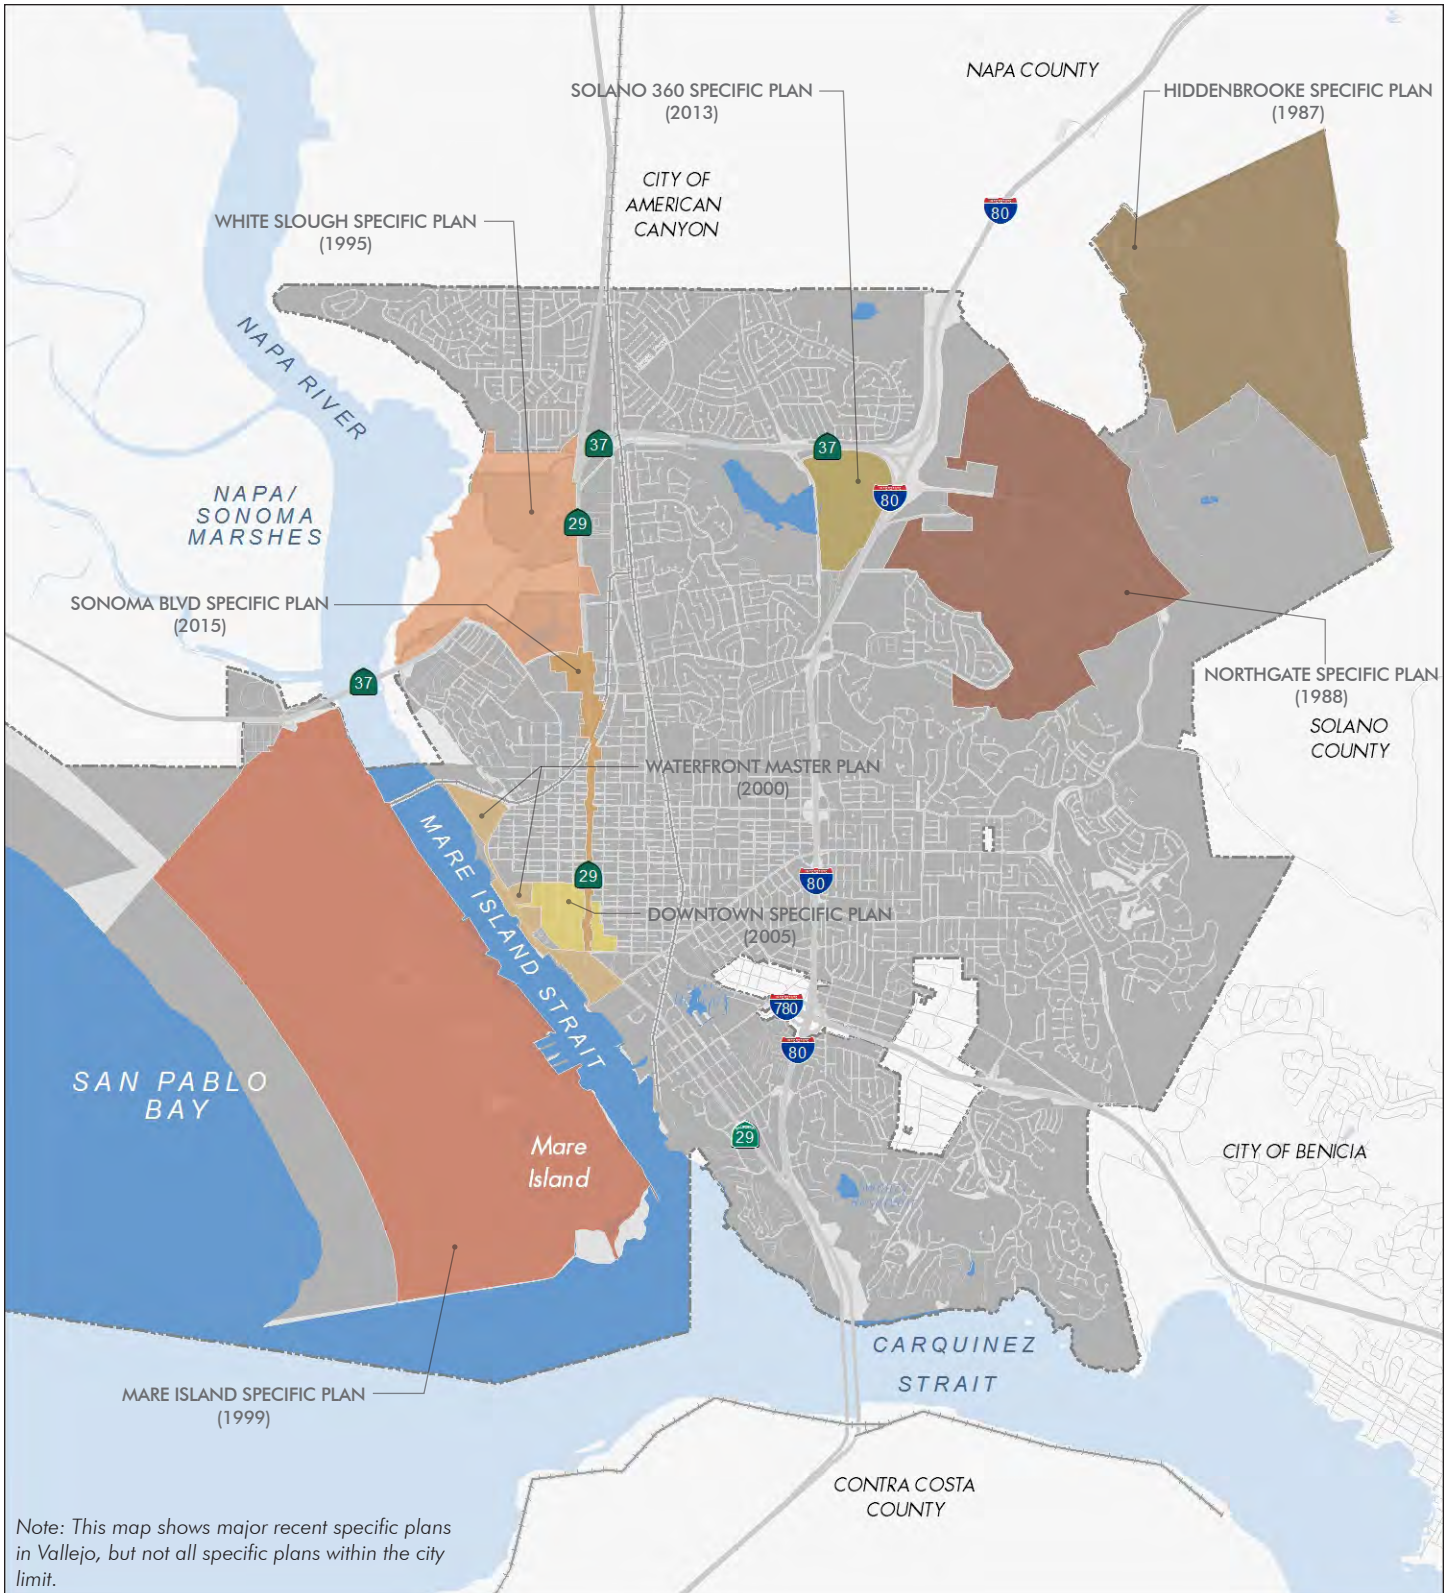 NAPA COUNTY
SOLANO 360 SPECIFIC PLAN
(2013)
HIDDENBROOKE SPECIFIC PLAN
(1987)
CITY OF
AMERICAN
CANYON
80
WHITE SLOUGH SPECIFIC PLAN
(1995)
NAPA RIVER
37
37
80
NAPA/
SONOMA
MARSHES
29
SONOMA BLVD SPECIFIC PLAN
(2015)
37
NORTHGATE SPECIFIC PLAN
(1988)
SOLANO
COUNTY
WATERFRONT MASTER PLAN
(2000)
MARE ISLAND STRAIT
29
80
DOWNTOWN SPECIFIC PLAN
(2005)
780
80
SAN PABLO
BAY
29
Mare
Island
CITY OF BENICIA
CARQUINEZ
STRAIT
MARE ISLAND SPECIFIC PLAN
(1999)
CONTRA COSTA
COUNTY
Note: This map shows major recent specific plans
in Vallejo, but not all specific plans within the city
limit.